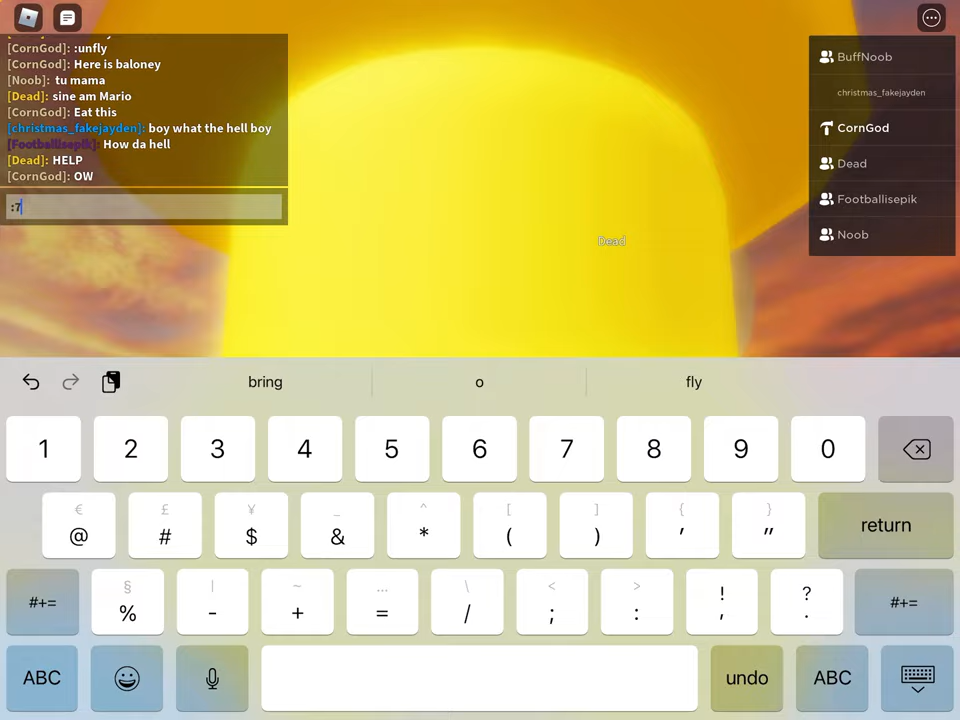 [CornGod]: :unfly
[CornGod]: Here is baloney
[Noob]: tu mama
[Dead]: sine am Mario
[CornGod]: Eat this
[christmas_fakejayden]: boy what the hell boy
[Footballisepik]: How da hell
[Dead]: HELP
[CornGod]: OW
:7
BuffNoob
christmas_fakejayden
CornGod
Dead
Footballisepik
Noob
Dead
bring o fly
1 2 3 4 5 6 7 8 9 0
€ £ ¥ _ ^ [ ] { }
@ # $ & * ( ) ' " return
§ | ~ … \ < > ! ?
#+= % - + = / ; : , . #+=
ABC undo ABC